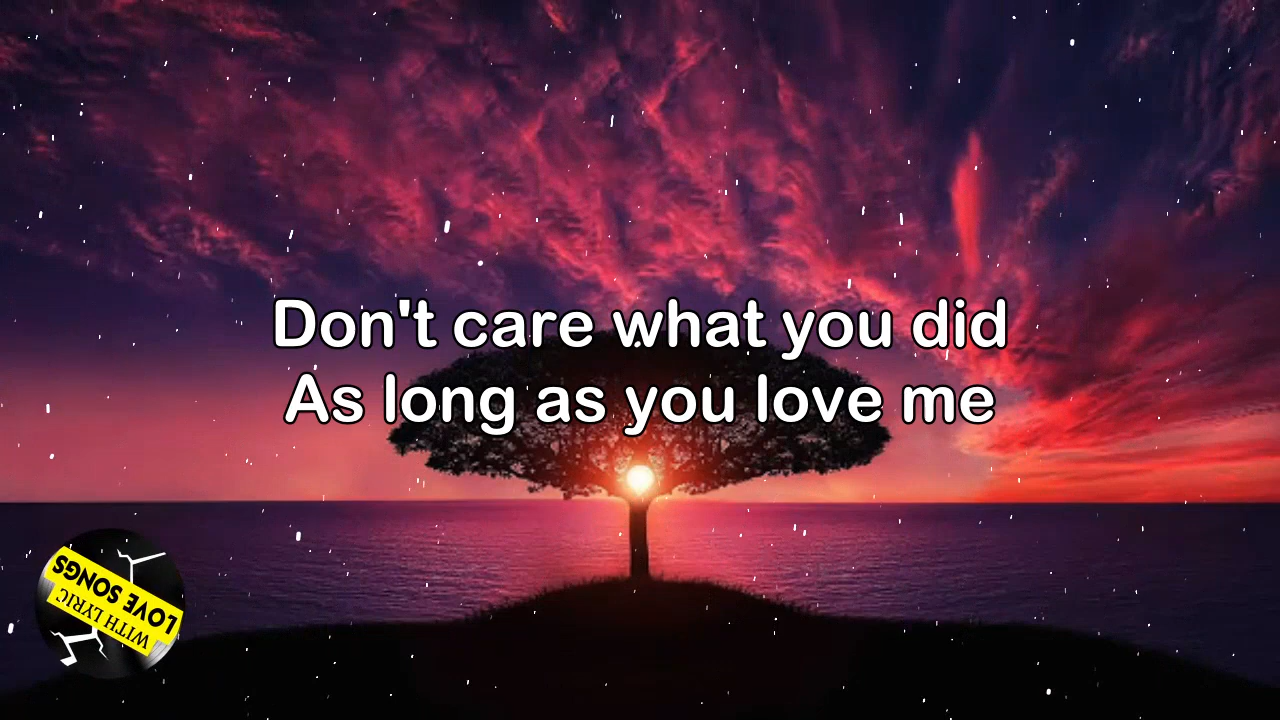 Don't care what you did
As long as you love me
LOVE SONGS
WITH LYRIC